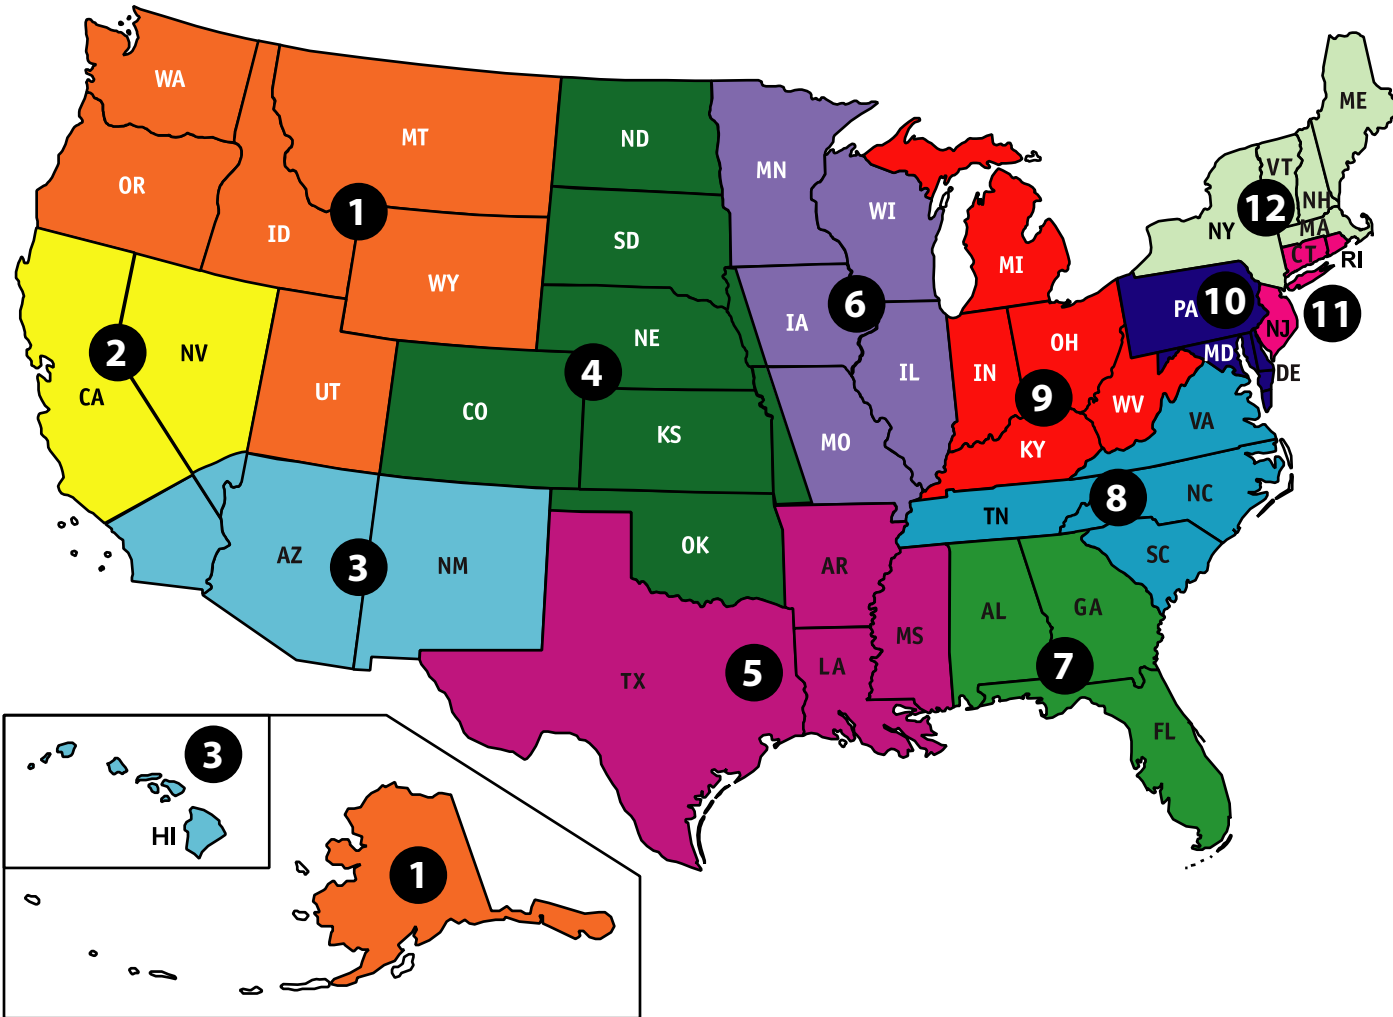 WA
MT
ND
MN
ME
OR
ID
1
WY
SD
WI
VT
12
NH
MA
NY
CT
RI
MI
2
NV
CA
UT
CO
4
NE
KS
IA
6
IL
MO
IN
OH
9
KY
WV
PA
10
NJ
11
MD
DE
VA
8
NC
TN
SC
AZ
3
NM
OK
AR
TX
5
LA
MS
AL
GA
7
FL
3
HI
1